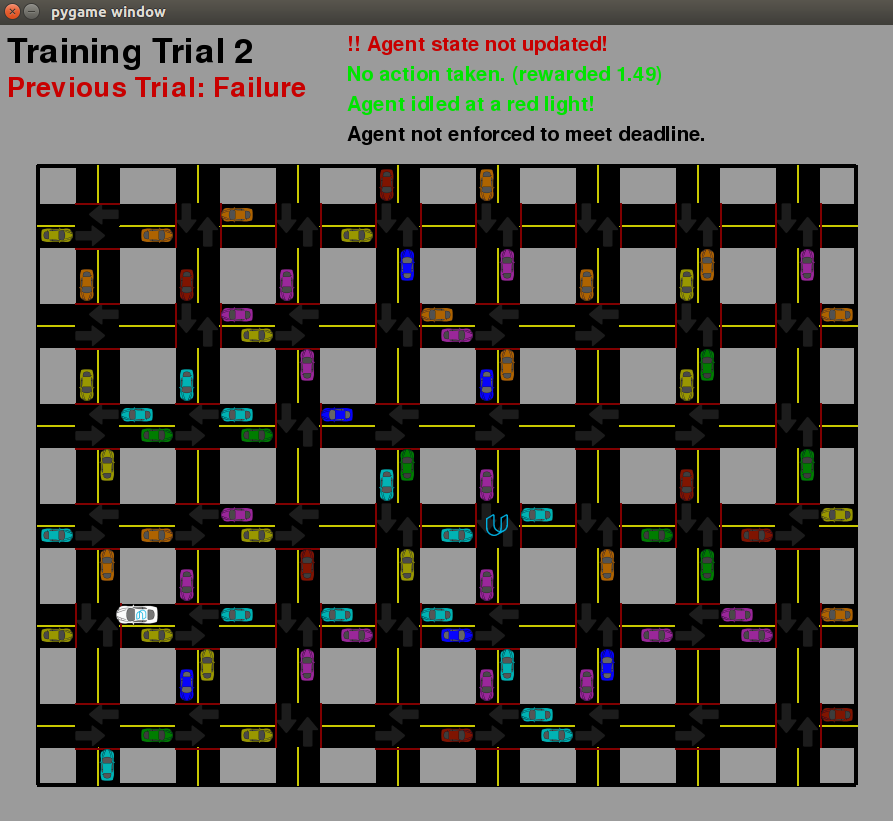 pygame window
Training Trial 2
Previous Trial: Failure
!! Agent state not updated!
No action taken. (rewarded 1.49)
Agent idled at a red light!
Agent not enforced to meet deadline.